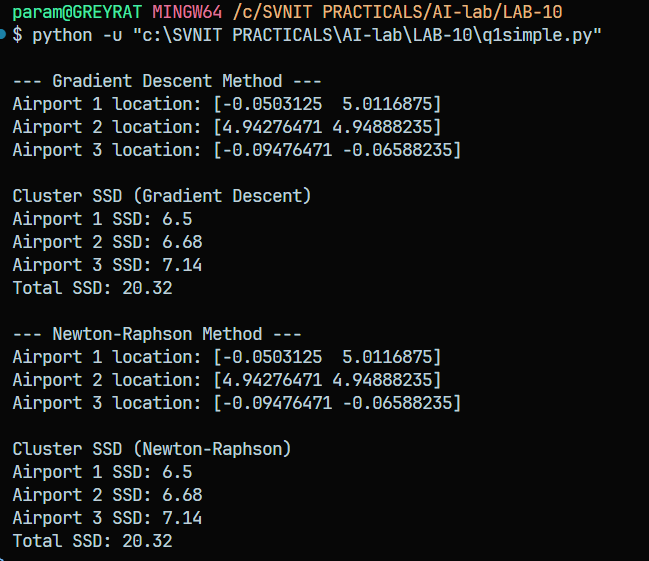 param@GREYRAT MINGW64 /c/SVNIT PRACTICALS/AI-lab/LAB-10
$ python -u "c:\SVNIT PRACTICALS\AI-lab\LAB-10\q1simple.py"
--- Gradient Descent Method ---
Airport 1 location: [-0.0503125  5.0116875]
Airport 2 location: [4.94276471 4.94888235]
Airport 3 location: [-0.09476471 -0.06588235]
Cluster SSD (Gradient Descent)
Airport 1 SSD: 6.5
Airport 2 SSD: 6.68
Airport 3 SSD: 7.14
Total SSD: 20.32
--- Newton-Raphson Method ---
Airport 1 location: [-0.0503125  5.0116875]
Airport 2 location: [4.94276471 4.94888235]
Airport 3 location: [-0.09476471 -0.06588235]
Cluster SSD (Newton-Raphson)
Airport 1 SSD: 6.5
Airport 2 SSD: 6.68
Airport 3 SSD: 7.14
Total SSD: 20.32